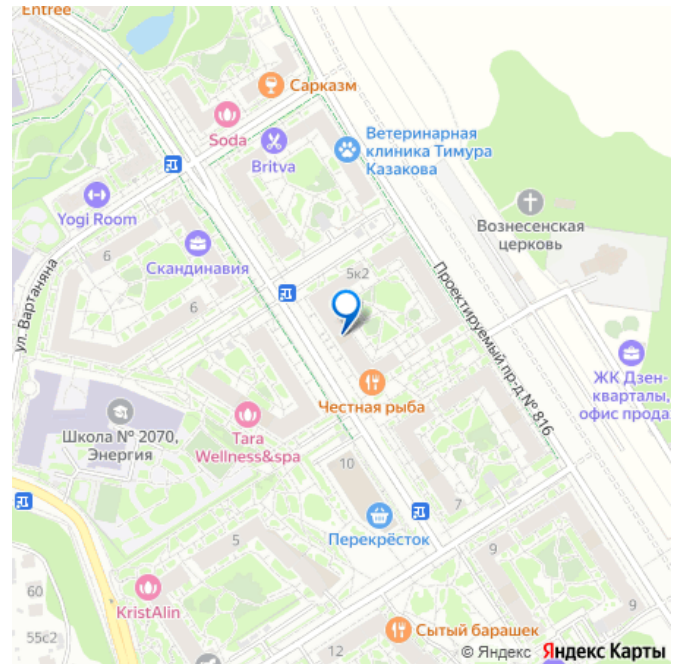 Entree
Сарказм
Soda
Britva
Ветеринарная
клиника Тимура
Казакова
Yogi Room
Вознесенская
церковь
6
Скандинавия
5к2
ул. Вартаняна
6
Проектируемый пр-д № 816
ЖК Дзен-
кварталы,
офис прода
Честная рыба
Школа № 2070,
Энергия
Tara
Wellness&spa
10
7
Перекрёсток
5
9
60
KristAlin
9
55с2
12
Сытый барашек
© Яндекс Яндекс Карты